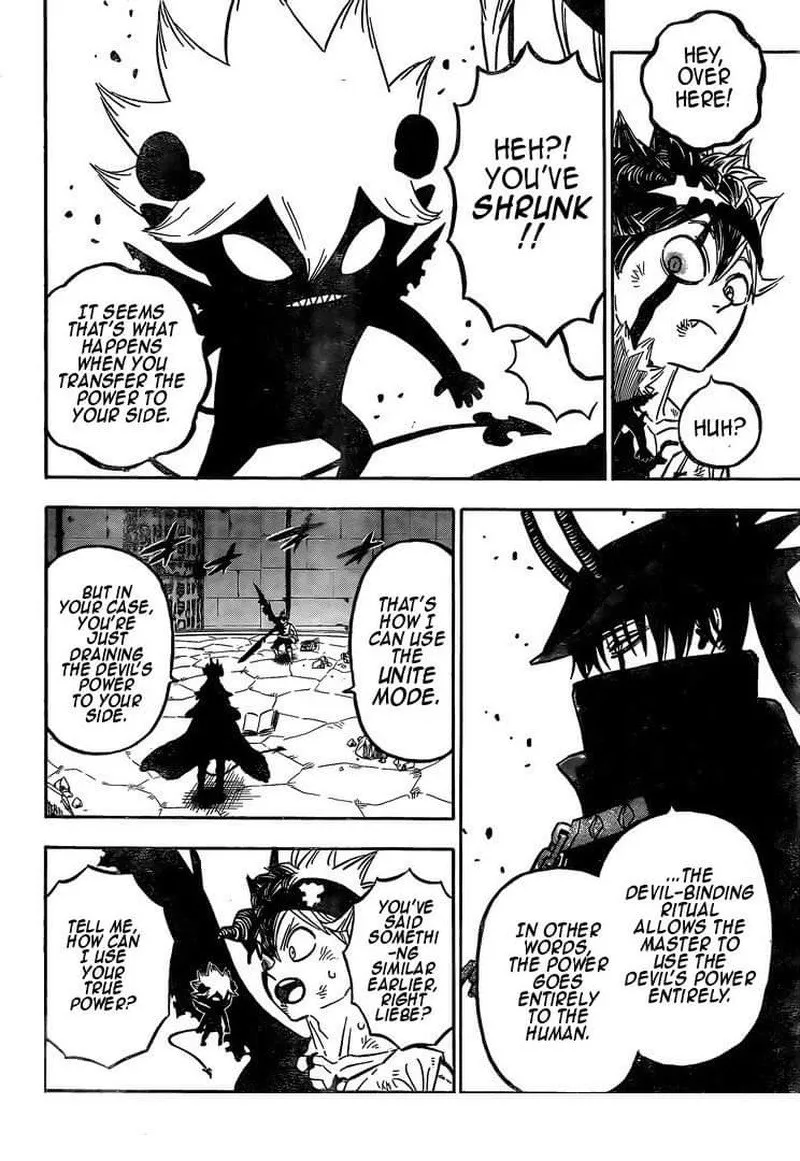 HEY,
OVER
HERE!
HUH?
HEH?!
YOU'VE
SHRUNK
!!
IT SEEMS
THAT'S WHAT
HAPPENS
WHEN YOU
TRANSFER THE
POWER TO
YOUR SIDE.
...THE
DEVIL-BINDING
RITUAL
ALLOWS THE
MASTER TO
USE THE
DEVIL'S POWER
ENTIRELY.
IN OTHER
WORDS,
THE POWER
GOES
ENTIRELY
TO THE
HUMAN.
THAT'S
HOW I
CAN USE
THE
UNITE
MODE.
BUT IN
YOUR CASE,
YOU'RE
JUST
DRAINING
THE DEVIL'S
POWER
TO YOUR
SIDE.
YOU'VE
SAID
SOMETHI
-NG
SIMILAR
EARLIER,
RIGHT
LIEBE?
TELL ME,
HOW CAN
I USE
YOUR
TRUE
POWER?